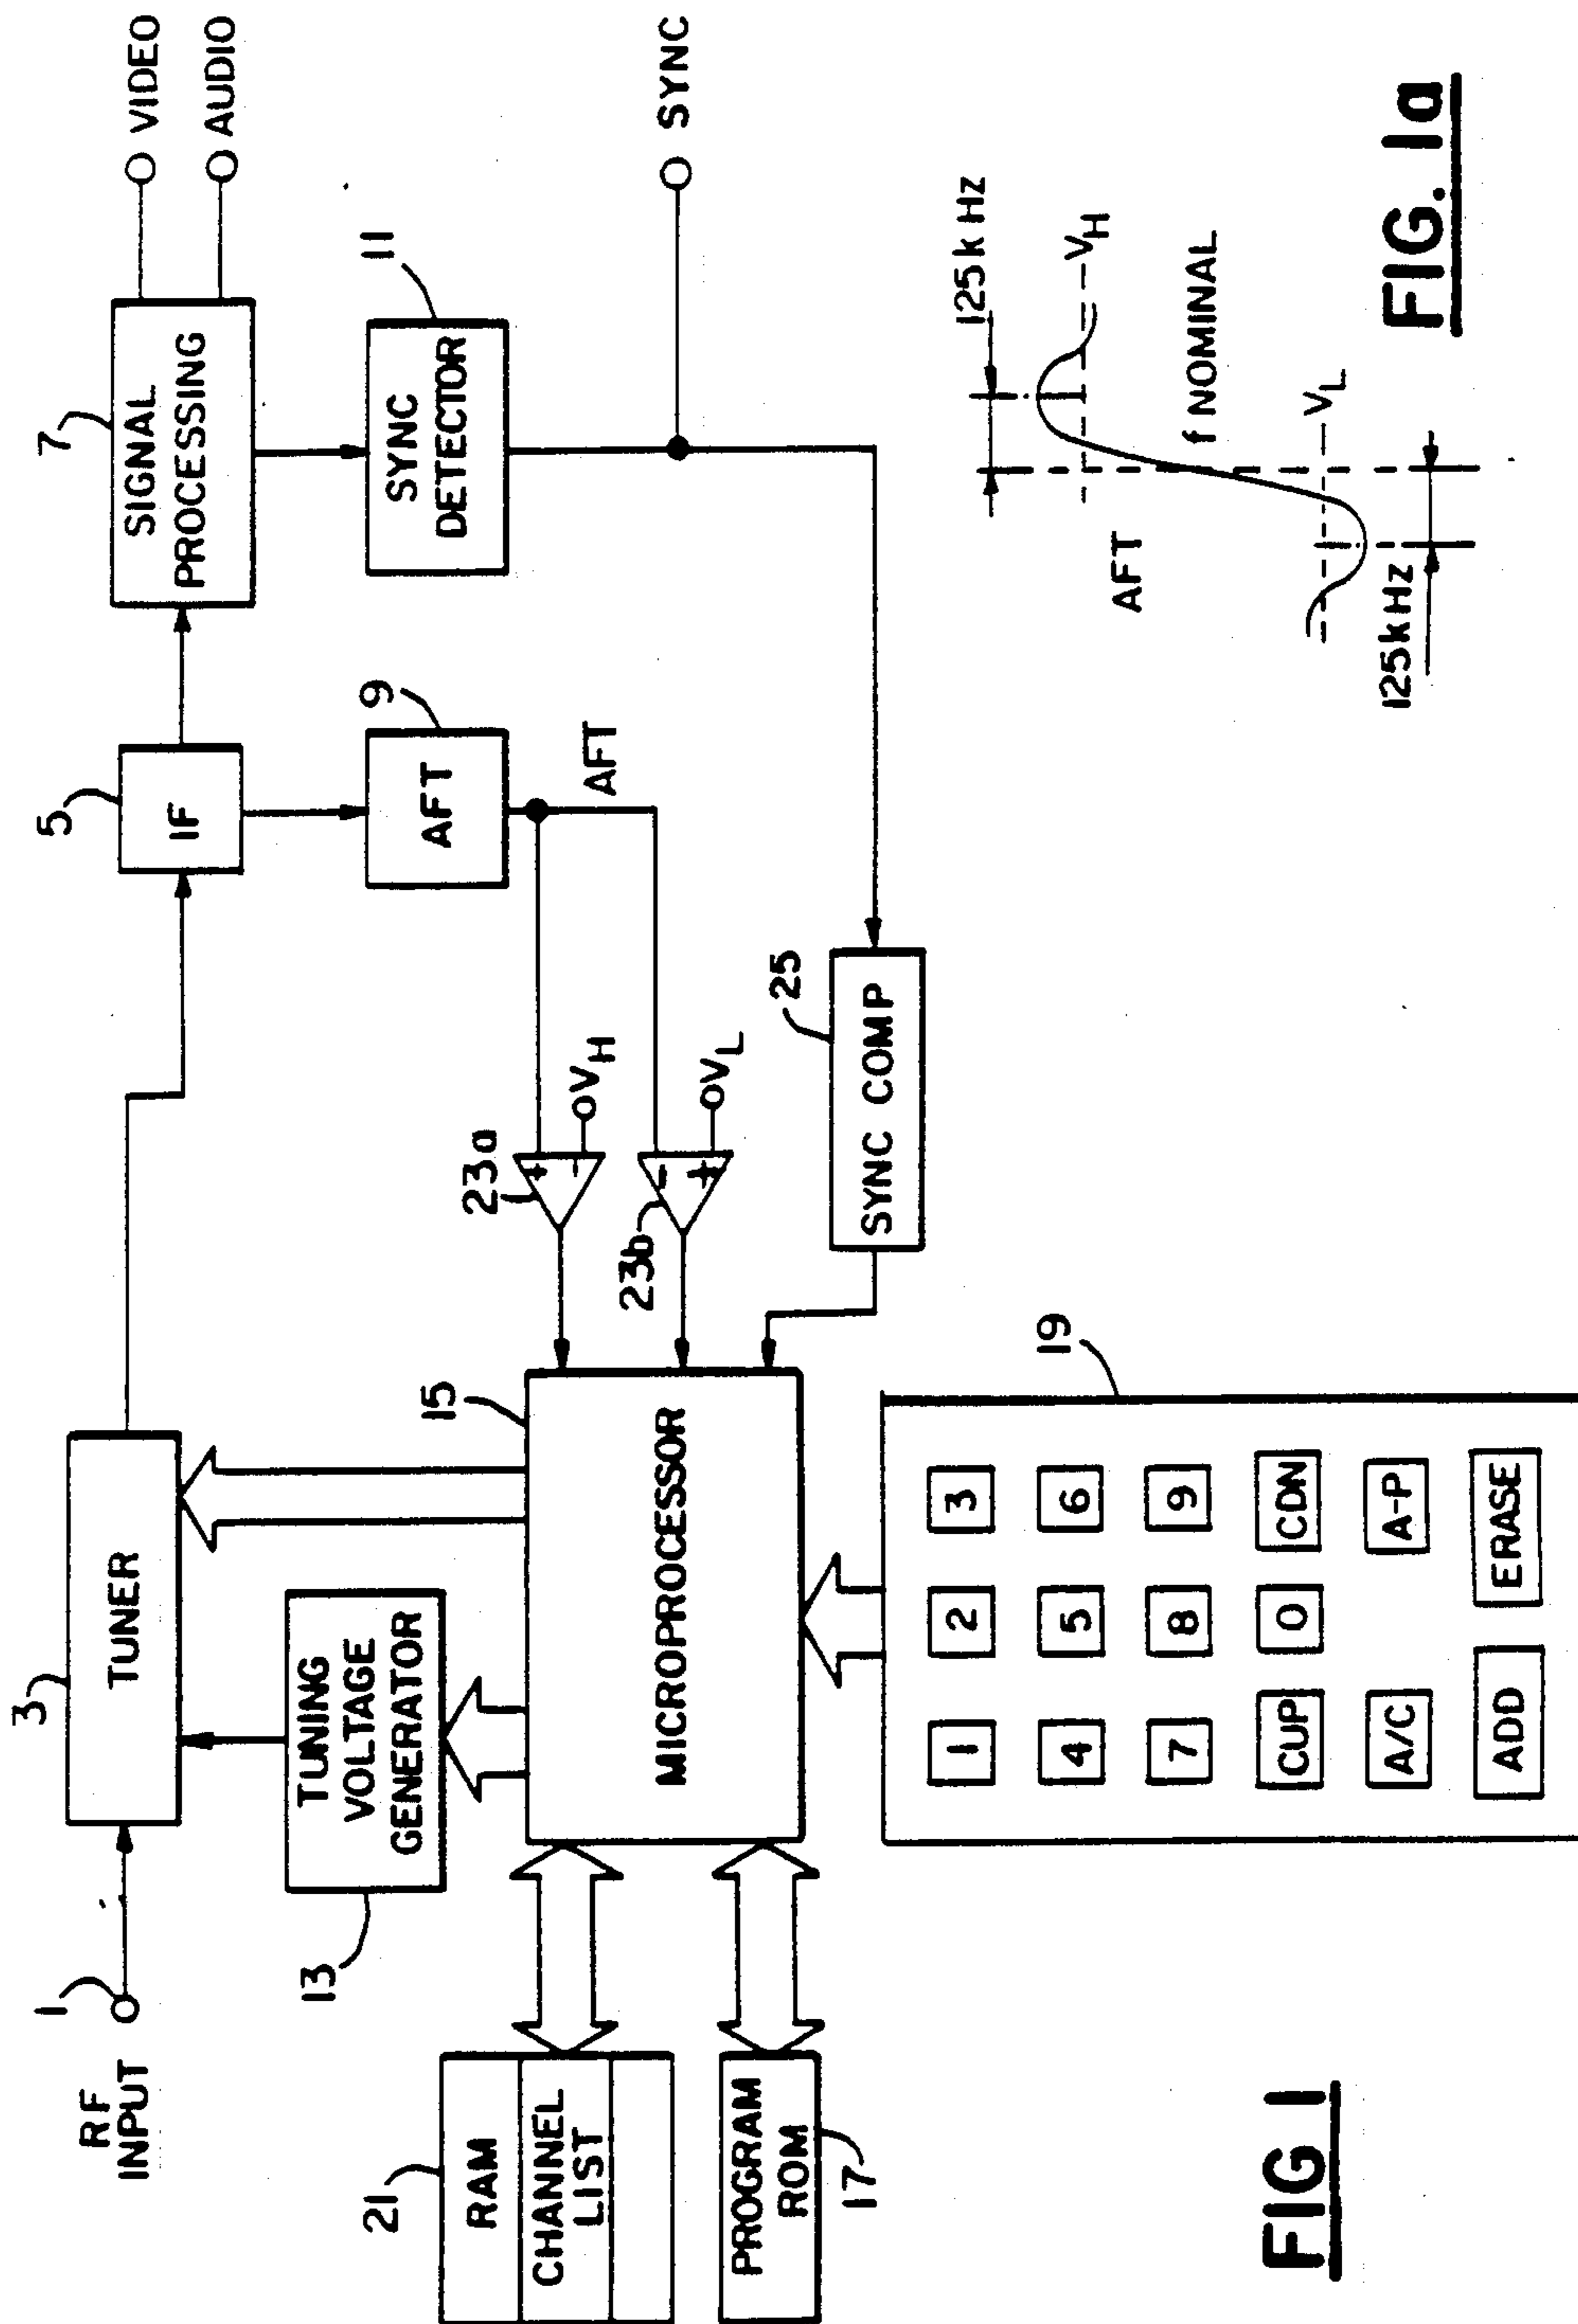 1
RF
INPUT
3
TUNER
5
IF
7
SIGNAL
PROCESSING
VIDEO
AUDIO
13
TUNING
VOLTAGE
GENERATOR
9
AFT
AFT
11
SYNC
DETECTOR
SYNC
21
RAM
CHANNEL
LIST
15
MICROPROCESSOR
23a
VH
23b
VL
25
SYNC COMP
PROGRAM
ROM
17
19
1 2 3
4 5 6
7 8 9
CUP 0 CDN
A/C A-P
ADD ERASE
125kHz
VH
AFT
f NOMINAL
VL
125kHz
FIG 1
FIG. 1a